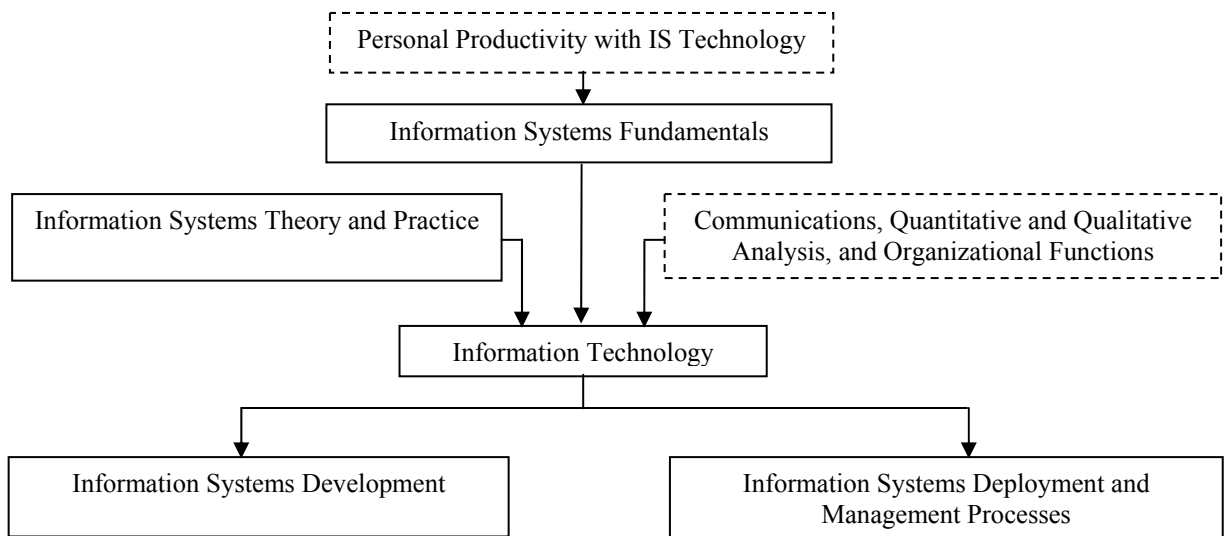 Personal Productivity with IS Technology
Information Systems Fundamentals
Information Systems Theory and Practice
Communications, Quantitative and Qualitative
Analysis, and Organizational Functions
Information Technology
Information Systems Development
Information Systems Deployment and
Management Processes